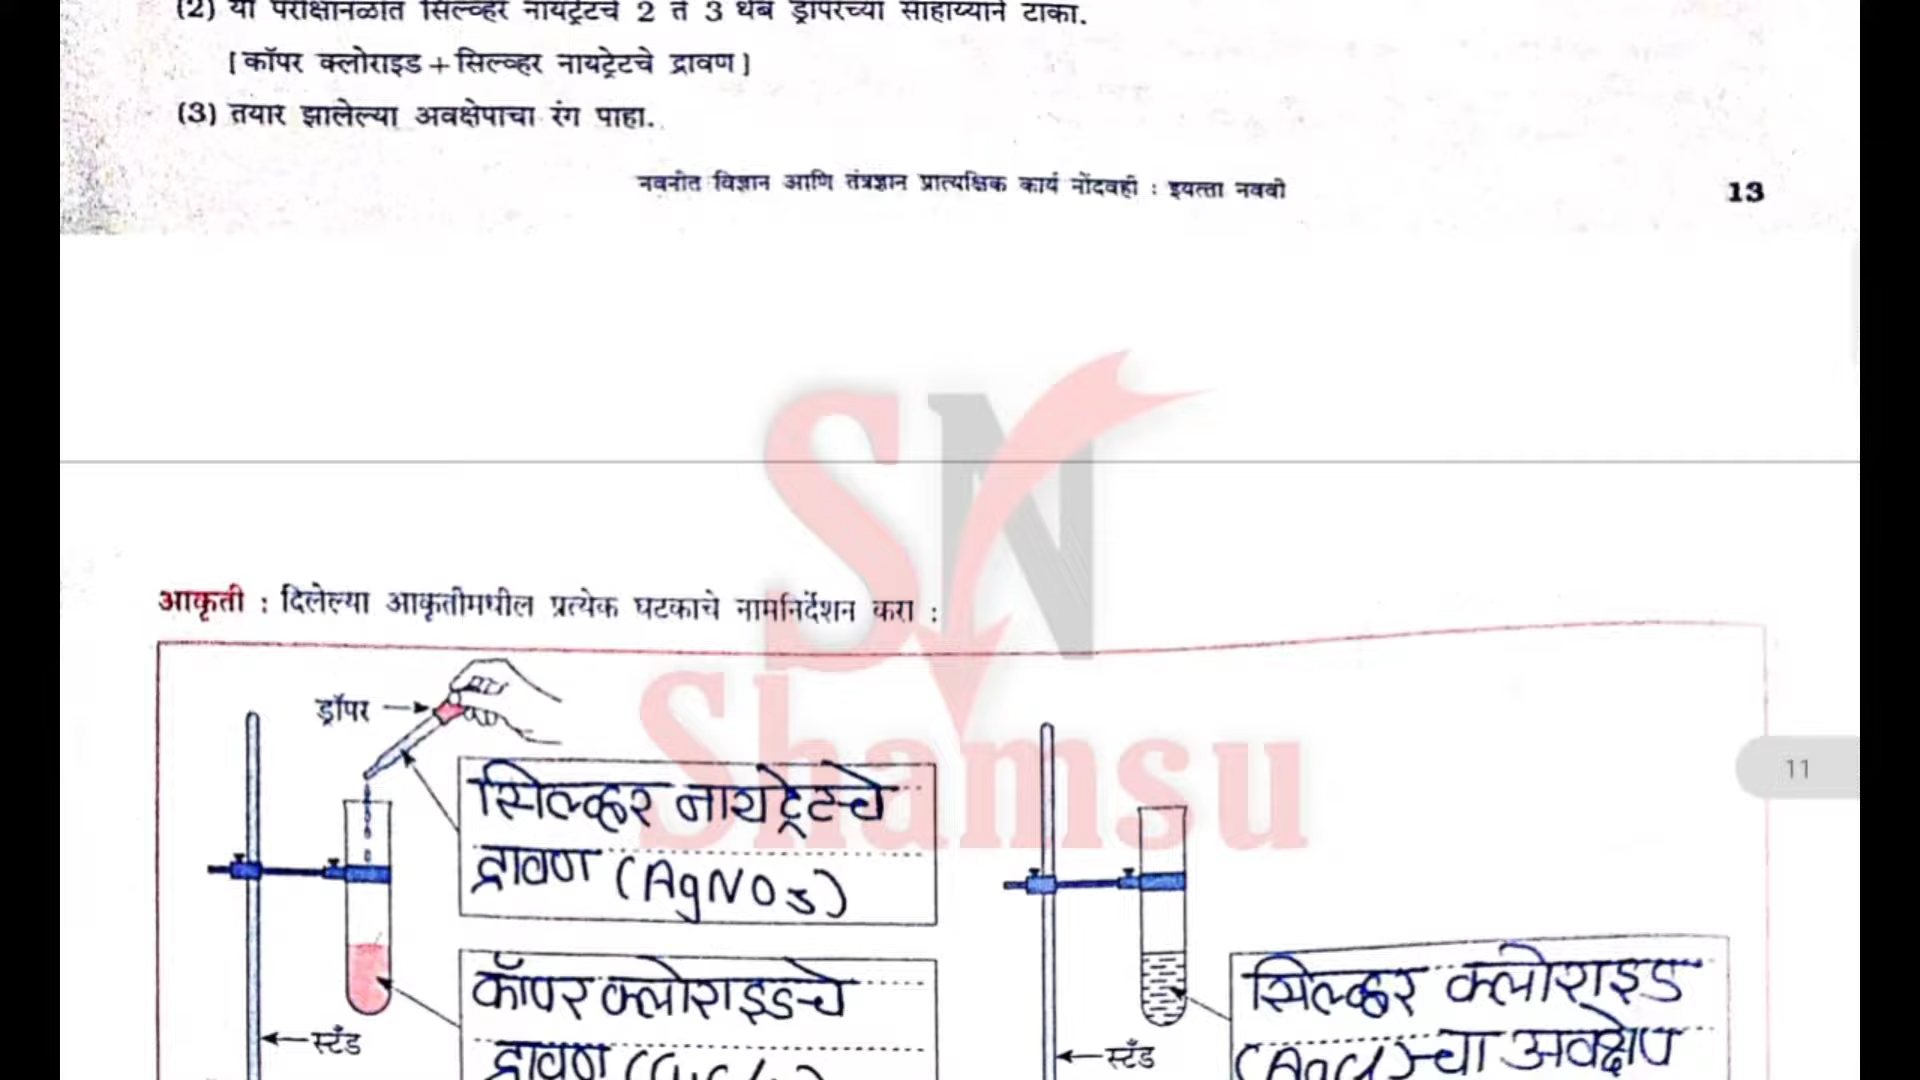 (2) या परीक्षानळीत सिल्व्हर नायट्रेटचे 2 ते 3 थेंब ड्रॉपरच्या साहाय्याने टाका.
[कॉपर क्लोराइड + सिल्व्हर नायट्रेटचे द्रावण]
(3) तयार झालेल्या अवक्षेपाचा रंग पाहा.
नवनीत विज्ञान आणि तंत्रज्ञान प्रात्यक्षिक कार्य नोंदवही : इयत्ता नववी 13
SN
Shamsu
आकृती : दिलेल्या आकृतीमधील प्रत्येक घटकाचे नामनिर्देशन करा :
ड्रॉपर
सिल्व्हर नायट्रेटचे
द्रावण (AgNO3)
11
कॉपर क्लोराइडचे
द्रावण
स्टँड
सिल्व्हर क्लोराइड
(AgCl) चा अवक्षेप
स्टँड